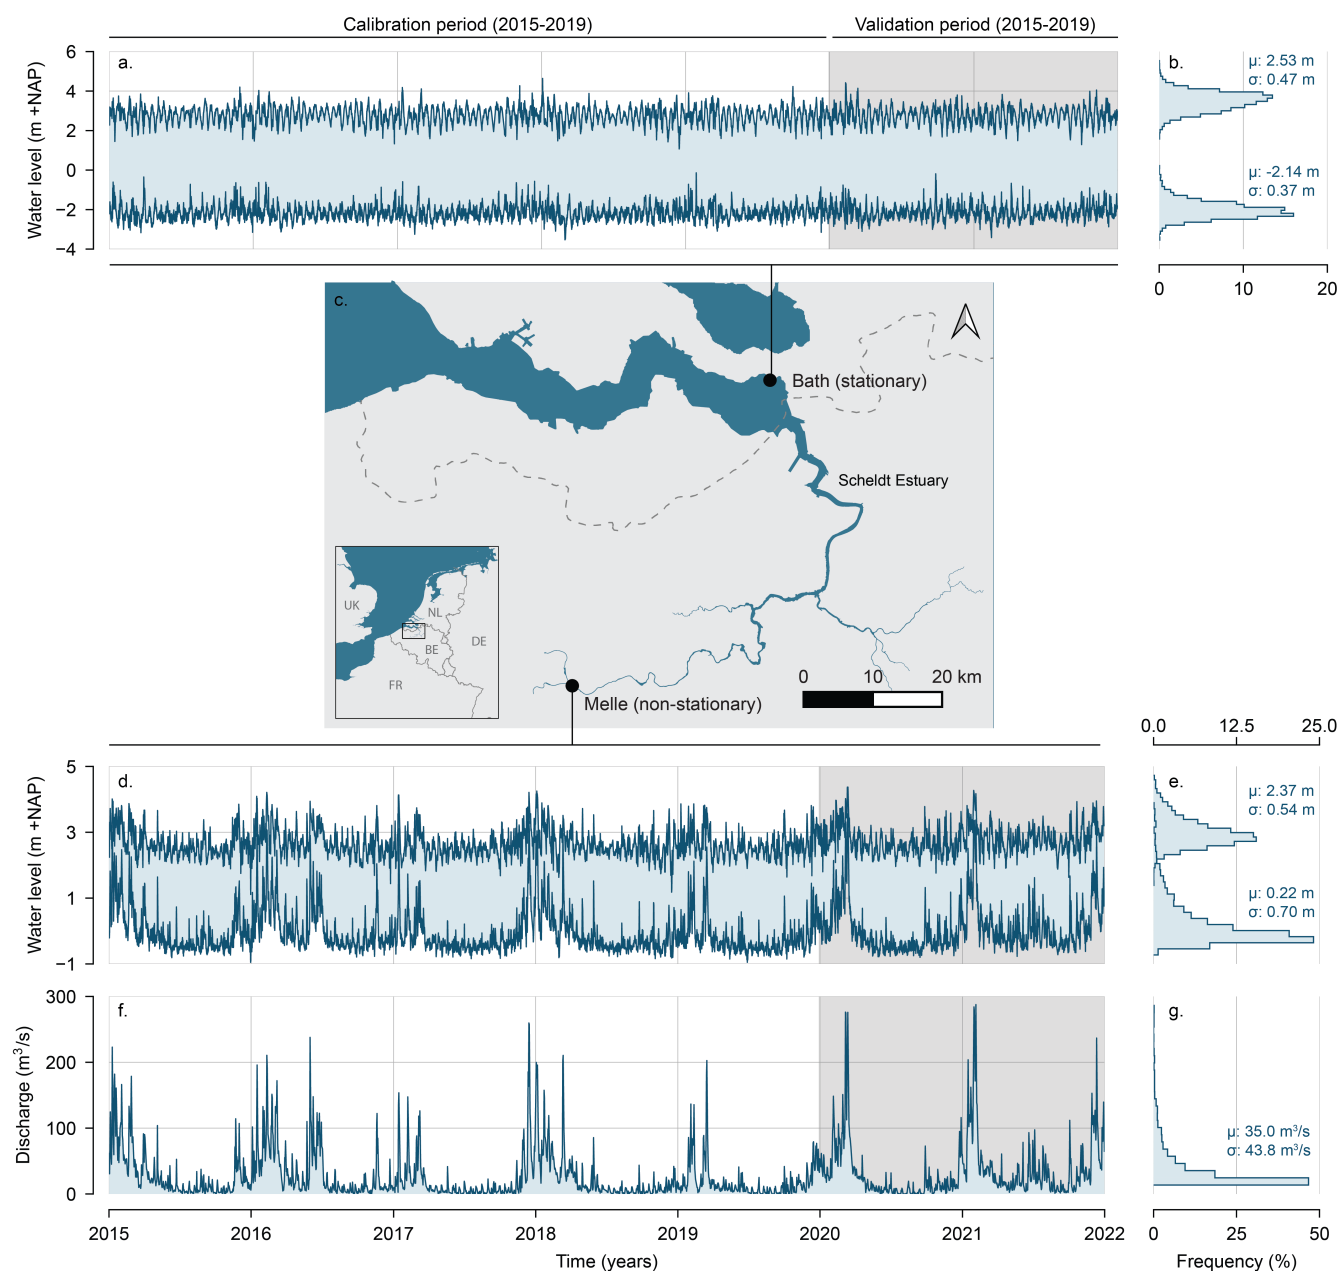 Calibration period (2015-2019)
Validation period (2015-2019)
6
4
2
0
−2
−4
Water level (m +NAP)
a.
b.
μ: 2.53 m
σ: 0.47 m
μ: -2.14 m
σ: 0.37 m
0
10
20
c.
Bath (stationary)
Scheldt Estuary
UK
NL
DE
BE
FR
0
10
20 km
Melle (non-stationary)
0.0
12.5
25.0
5
3
1
−1
Water level (m +NAP)
d.
e.
μ: 2.37 m
σ: 0.54 m
μ: 0.22 m
σ: 0.70 m
300
200
100
0
Discharge (m³/s)
f.
g.
μ: 35.0 m³/s
σ: 43.8 m³/s
2015
2016
2017
2018
2019
2020
2021
2022
Time (years)
0
25
50
Frequency (%)